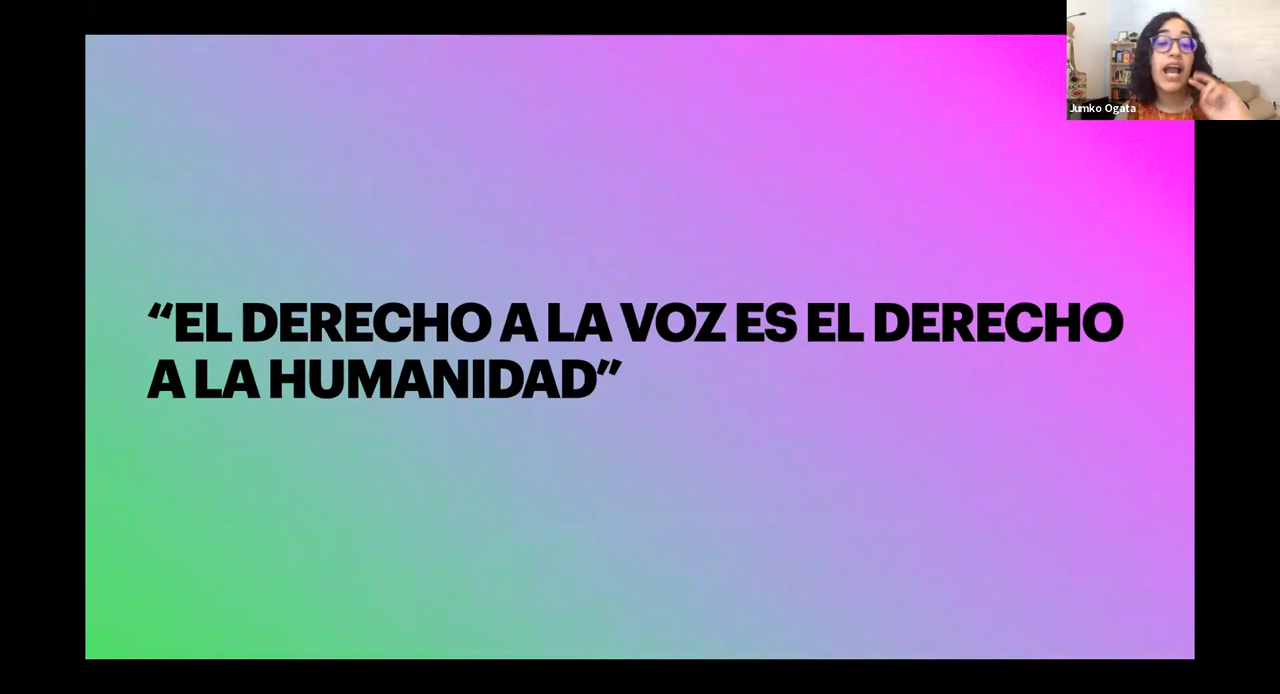 Jumko Ogata
“EL DERECHO A LA VOZ ES EL DERECHO
A LA HUMANIDAD”